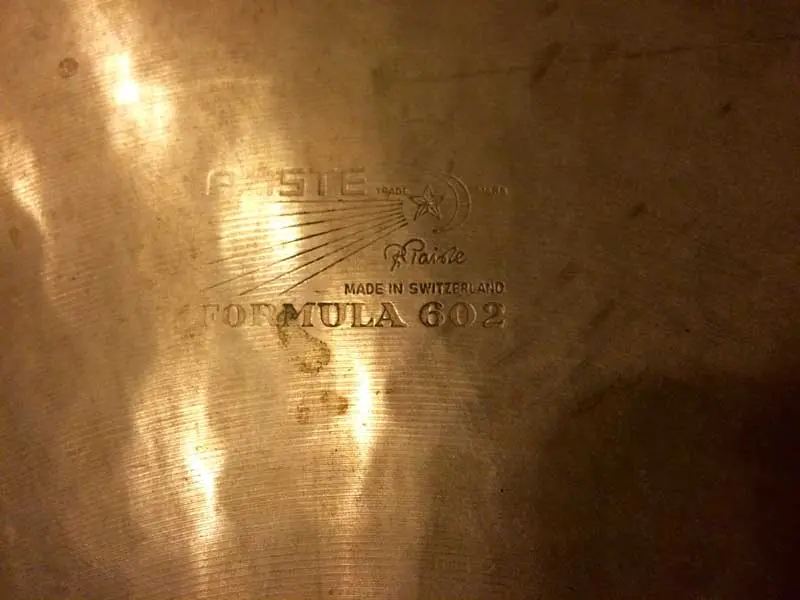 PAISTE
TRADE MARK
R Paiste
MADE IN SWITZERLAND
FORMULA 602